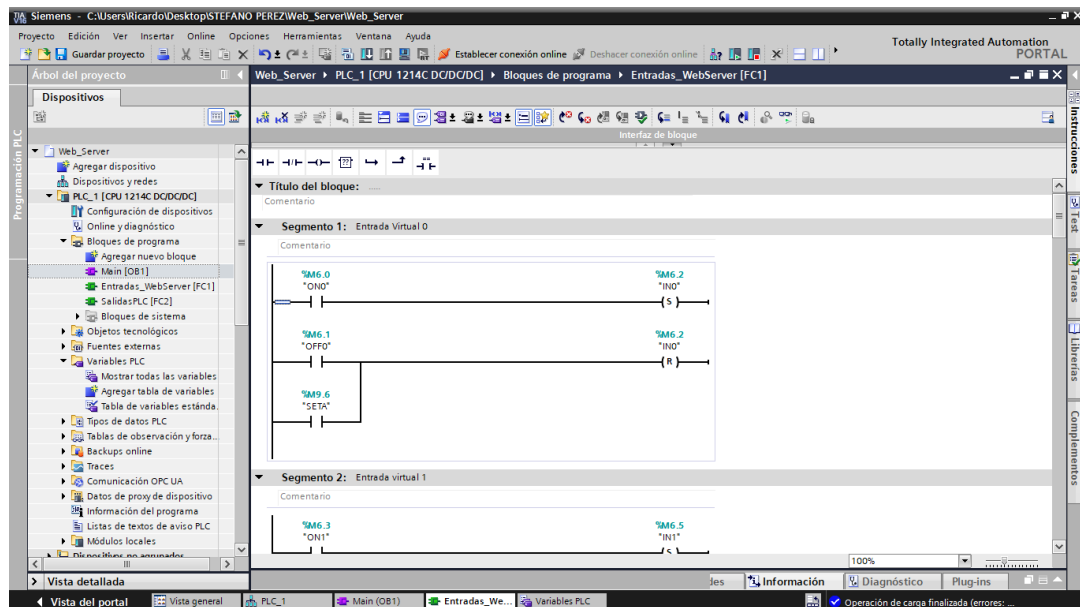 Siemens - C:\Users\Ricardo\Desktop\STEFANO PEREZ\Web_Server\Web_Server
Proyecto Edición Ver Insertar Online Opciones Herramientas Ventana Ayuda
Totally Integrated Automation
PORTAL
Guardar proyecto
Establecer conexión online
Deshacer conexión online
Árbol del proyecto
Web_Server PLC_1 [CPU 1214C DC/DC/DC] Bloques de programa Entradas_WebServer [FC1]
Dispositivos
Interfaz de bloque
Programación PLC
Web_Server
Agregar dispositivo
Dispositivos y redes
PLC_1 [CPU 1214C DC/DC/DC]
Configuración de dispositivos
Online y diagnóstico
Bloques de programa
Agregar nuevo bloque
Main [OB1]
Entradas_WebServer [FC1]
SalidasPLC [FC2]
Bloques de sistema
Objetos tecnológicos
Fuentes externas
Variables PLC
Mostrar todas las variables
Agregar tabla de variables
Tabla de variables estánda.
Tipos de datos PLC
Tablas de observación y forza...
Backups online
Traces
Comunicación OPC UA
Datos de proxy de dispositivo
Información del programa
Listas de textos de aviso PLC
Módulos locales
Dispositivos no agrupados
Vista detallada
Título del bloque: .....
Comentario
Segmento 1: Entrada Virtual 0
Comentario
%M6.0
"ON0"
%M6.2
"IN0"
( S )
%M6.1
"OFF0"
%M6.2
"IN0"
( R )
%M9.6
"SETA"
Segmento 2: Entrada virtual 1
Comentario
%M6.3
"ON1"
%M6.5
"IN1"
100%
des
Información
Diagnóstico
Plug-ins
Instrucciones
Test
Tareas
Librerías
Complementos
Vista del portal
Vista general
PLC_1
Main (OB1)
Entradas_We...
Variables PLC
Operación de carga finalizada (errores: ...